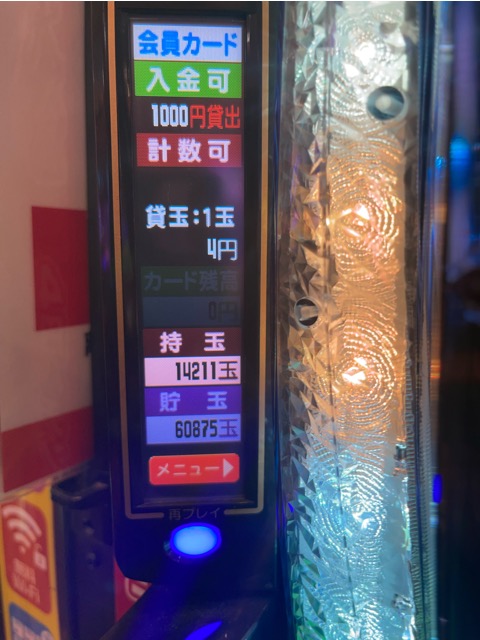 会員カード
入金可
1000円貸出
計数可
貸玉:1玉
4円
カード残高
0円
持 玉
14211玉
貯 玉
60875玉
メニュー▶
再プレイ